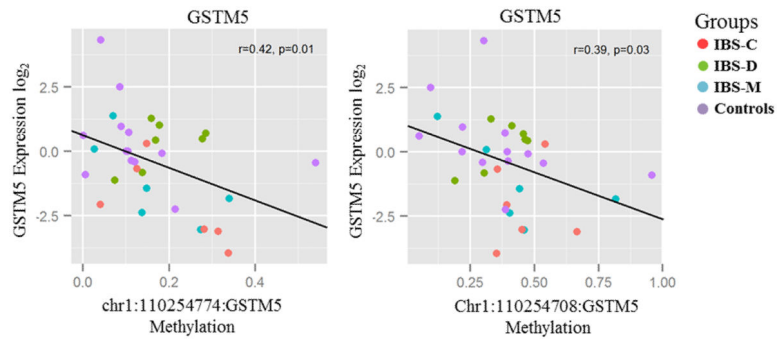 GSTM5
r=0.42, p=0.01
GSTM5 Expression log2
2.5
0.0
-2.5
0.0
0.2
0.4
chr1:110254774:GSTM5
Methylation
GSTM5
r=0.39, p=0.03
GSTM5 Expression log2
2.5
0.0
-2.5
0.25
0.50
0.75
1.00
Chr1:110254708:GSTM5
Methylation
Groups
IBS-C
IBS-D
IBS-M
Controls